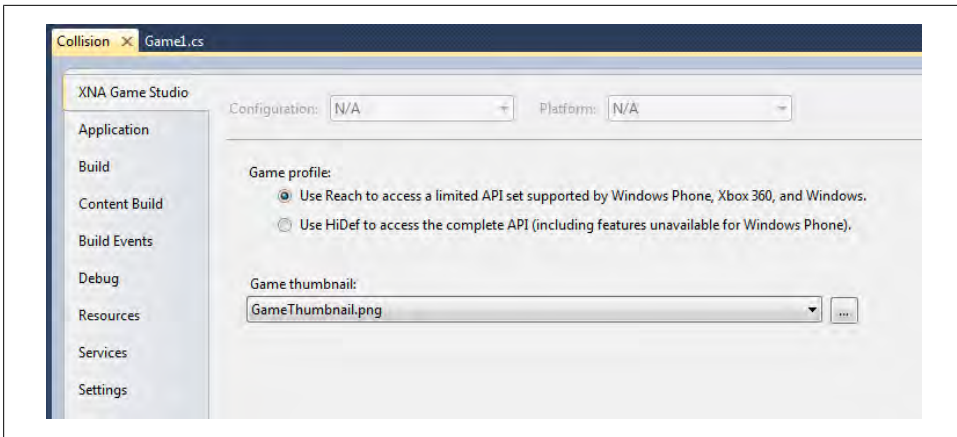 Collision Game1.cs
XNA Game Studio
Configuration: N/A Platform: N/A
Application
Build
Game profile:
Use Reach to access a limited API set supported by Windows Phone, Xbox 360, and Windows.
Content Build
Use HiDef to access the complete API (including features unavailable for Windows Phone).
Build Events
Debug
Game thumbnail:
GameThumbnail.png ...
Resources
Services
Settings